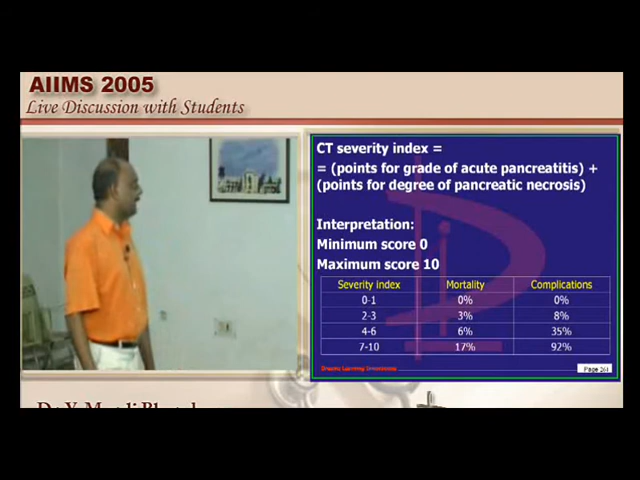 AIIMS 2005
Live Discussion with Students
CT severity index =
= (points for grade of acute pancreatitis) +
(points for degree of pancreatic necrosis)
Interpretation:
Minimum score 0
Maximum score 10
Severity index Mortality Complications
0-1 0% 0%
2-3 3% 8%
4-6 6% 35%
7-10 17% 92%
Page 261